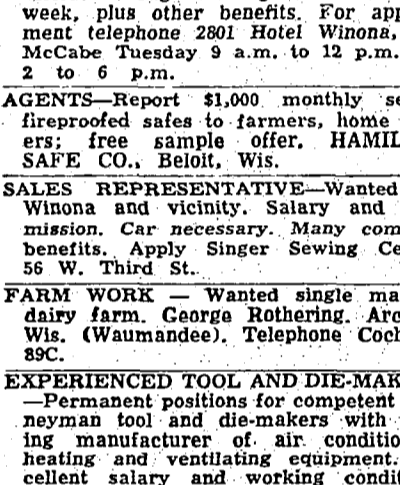 week, plus other benefits. For app
ment telephone 2801 Hotel Winona,
McCabe Tuesday 9 a.m. to 12 p.m.
2 to 6 p.m.
AGENTS—Report $1,000 monthly se
fireproofed safes to farmers, home
ers; free sample offer. HAMIL
SAFE CO., Beloit, Wis.
SALES REPRESENTATIVE—Wanted
Winona and vicinity. Salary and
mission. Car necessary. Many com
benefits. Apply Singer Sewing Ce
56 W. Third St.
FARM WORK — Wanted single ma
dairy farm. George Rothering. Arc
Wis. (Waumandee). Telephone Coch
89C.
EXPERIENCED TOOL AND DIE-MAK
—Permanent positions for competent
neyman tool and die-makers with
ing manufacturer of air conditio
heating and ventilating equipment.
cellent salary and working condit